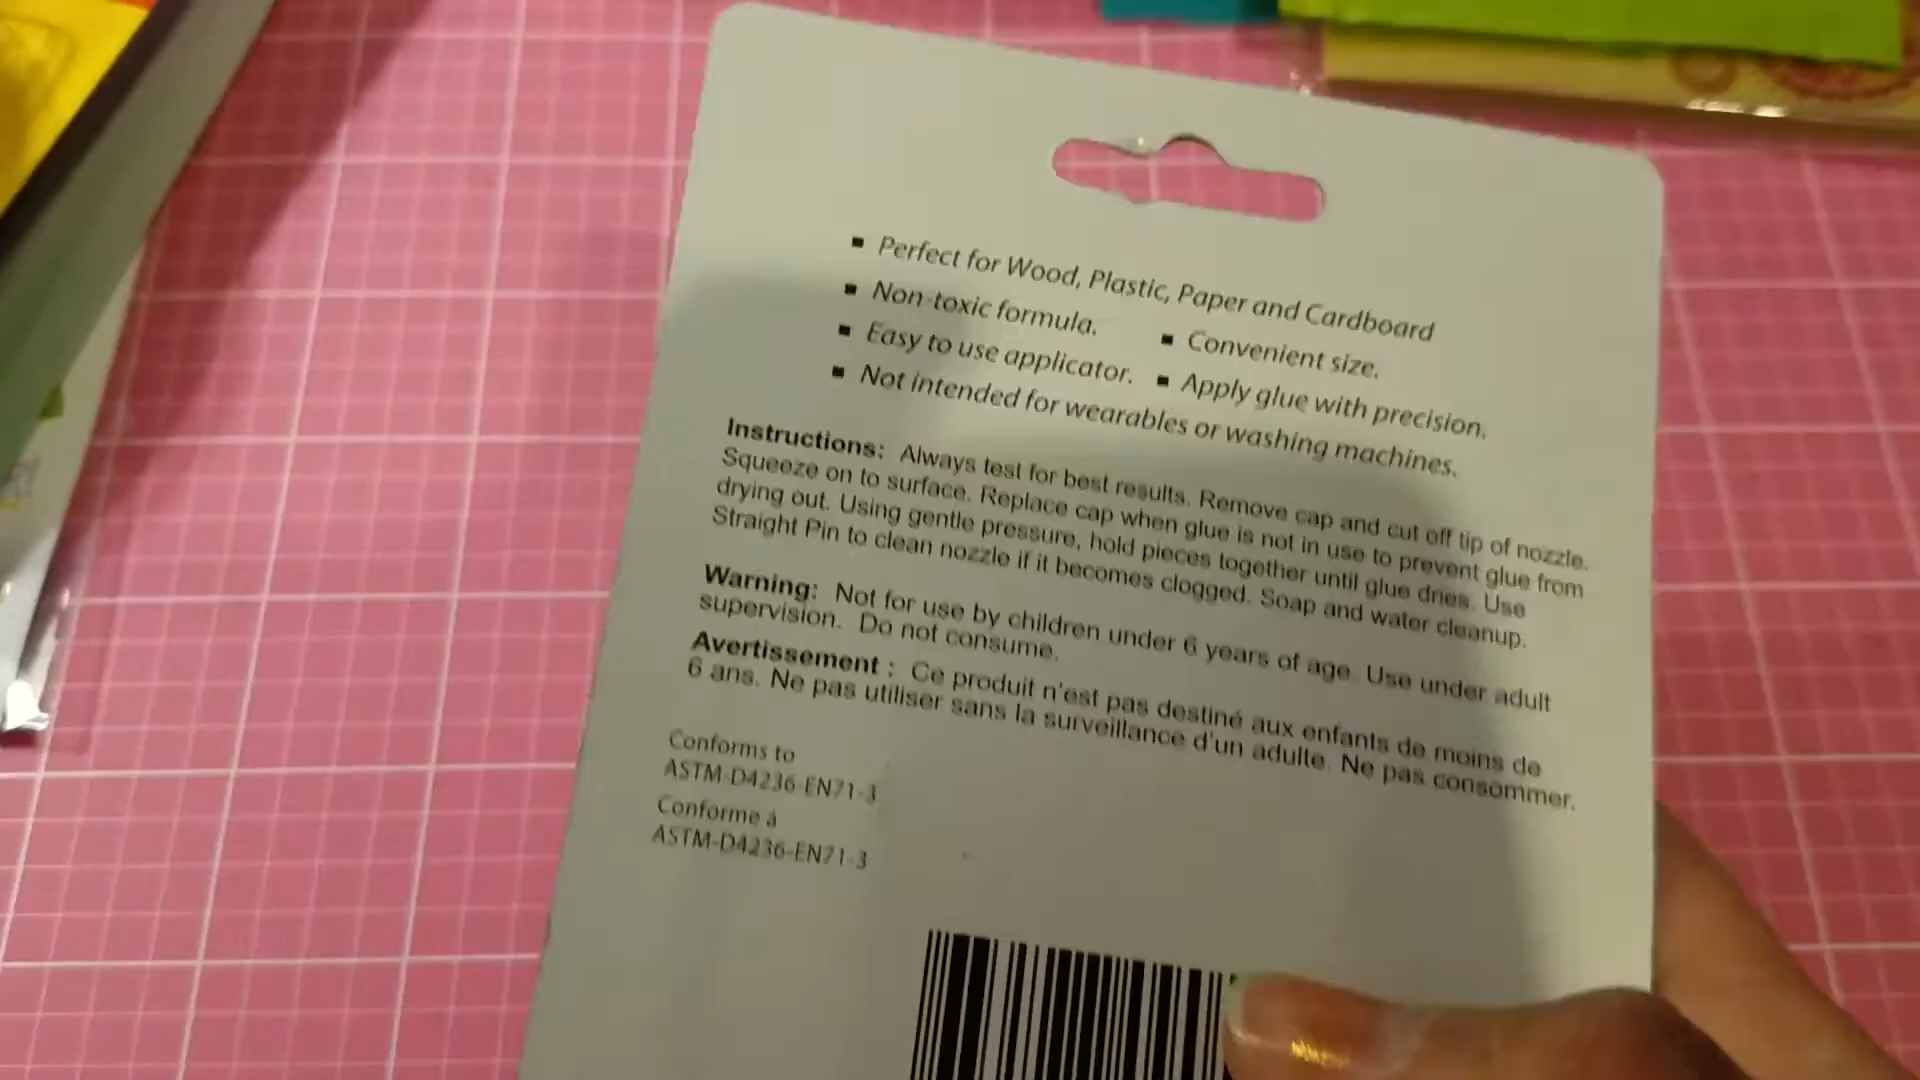 ▪ Perfect for Wood, Plastic, Paper and Cardboard
▪ Non-toxic formula. ▪ Convenient size.
▪ Easy to use applicator. ▪ Apply glue with precision.
▪ Not intended for wearables or washing machines.
Instructions: Always test for best results. Remove cap and cut off tip of nozzle.
Squeeze on to surface. Replace cap when glue is not in use to prevent glue from
drying out. Using gentle pressure, hold pieces together until glue dries. Use
Straight Pin to clean nozzle if it becomes clogged. Soap and water cleanup.
Warning: Not for use by children under 6 years of age. Use under adult
supervision. Do not consume.
Avertissement : Ce produit n'est pas destiné aux enfants de moins de
6 ans. Ne pas utiliser sans la surveillance d'un adulte. Ne pas consommer.
Conforms to
ASTM-D4236-EN71-3
Conforme à
ASTM-D4236-EN71-3